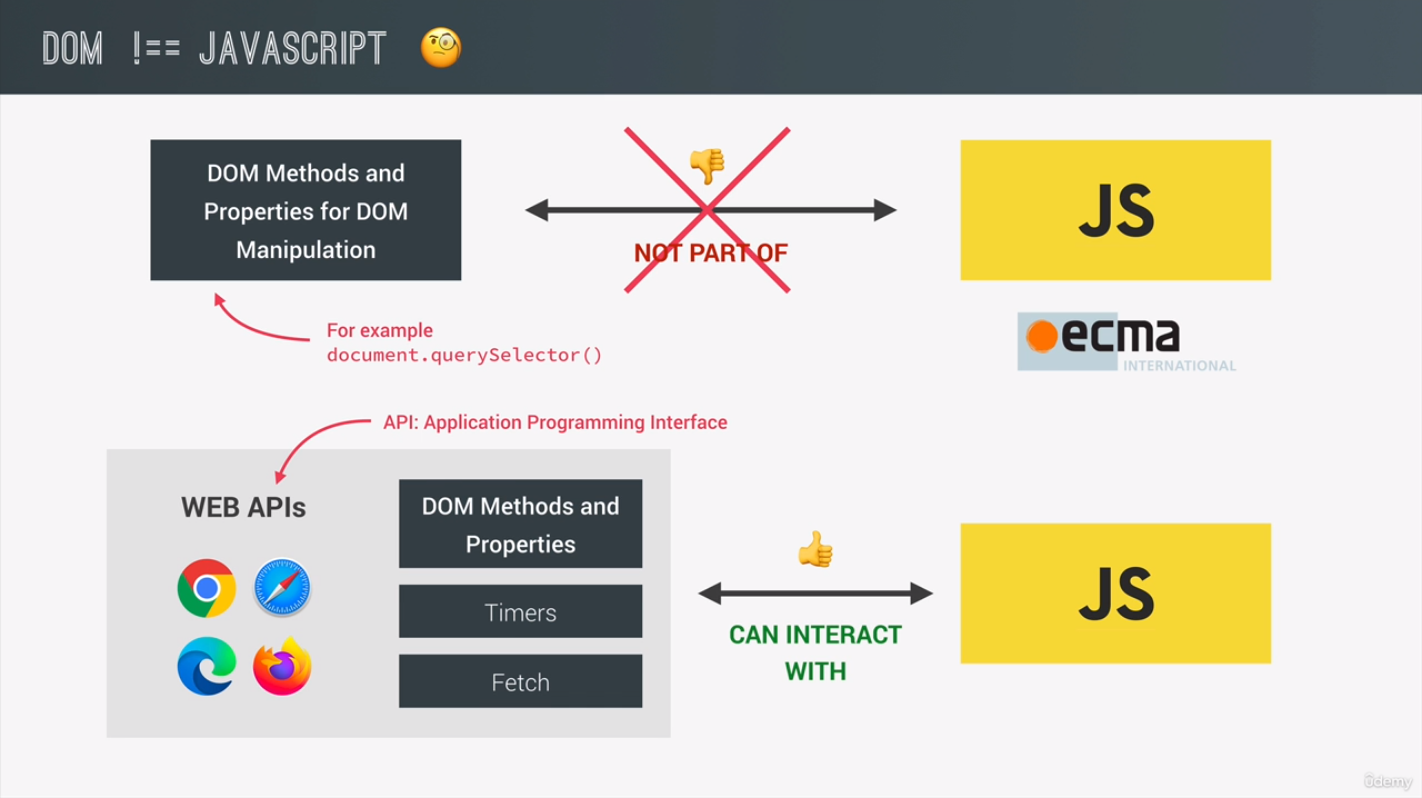 DOM !== JAVASCRIPT
DOM Methods and
Properties for DOM
Manipulation
NOT PART OF
JS
For example
document.querySelector()
ecma
INTERNATIONAL
API: Application Programming Interface
WEB APIs
DOM Methods and
Properties
Timers
Fetch
CAN INTERACT
WITH
JS
ûdemy